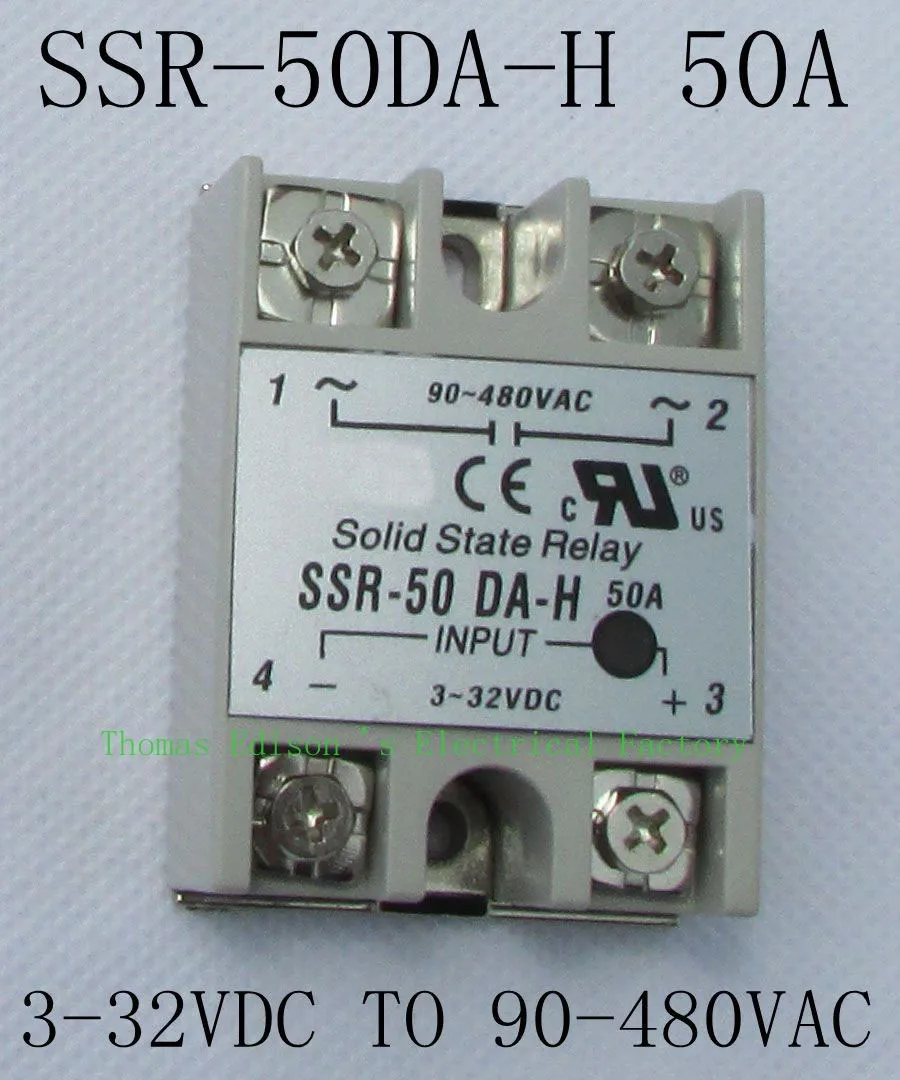 SSR-50DA-H 50A
1 ~ 90~480VAC ~ 2
CE c RU® US
Solid State Relay
SSR-50 DA-H 50A
INPUT
4 - 3~32VDC + 3
Thomas Edison 's Electrical Factory
3-32VDC TO 90-480VAC